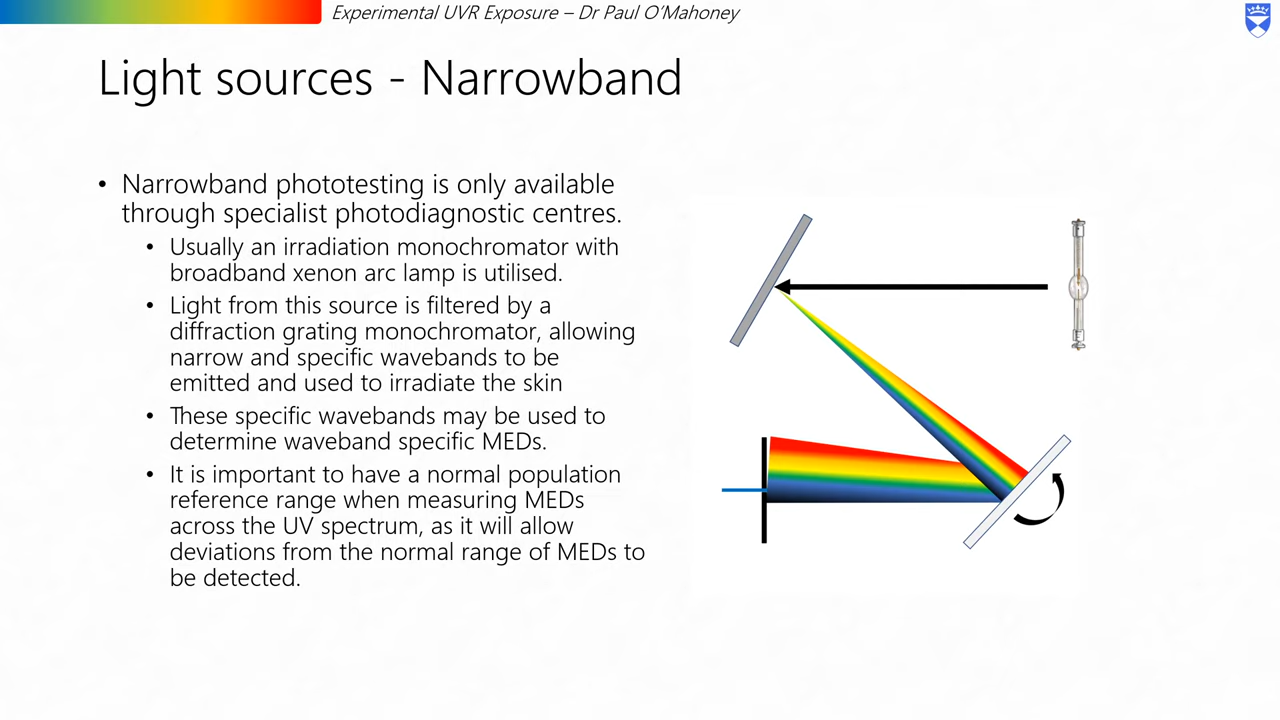 Experimental UVR Exposure – Dr Paul O’Mahoney
Light sources - Narrowband
• Narrowband phototesting is only available
through specialist photodiagnostic centres.
• Usually an irradiation monochromator with
broadband xenon arc lamp is utilised.
• Light from this source is filtered by a
diffraction grating monochromator, allowing
narrow and specific wavebands to be
emitted and used to irradiate the skin
• These specific wavebands may be used to
determine waveband specific MEDs.
• It is important to have a normal population
reference range when measuring MEDs
across the UV spectrum, as it will allow
deviations from the normal range of MEDs to
be detected.